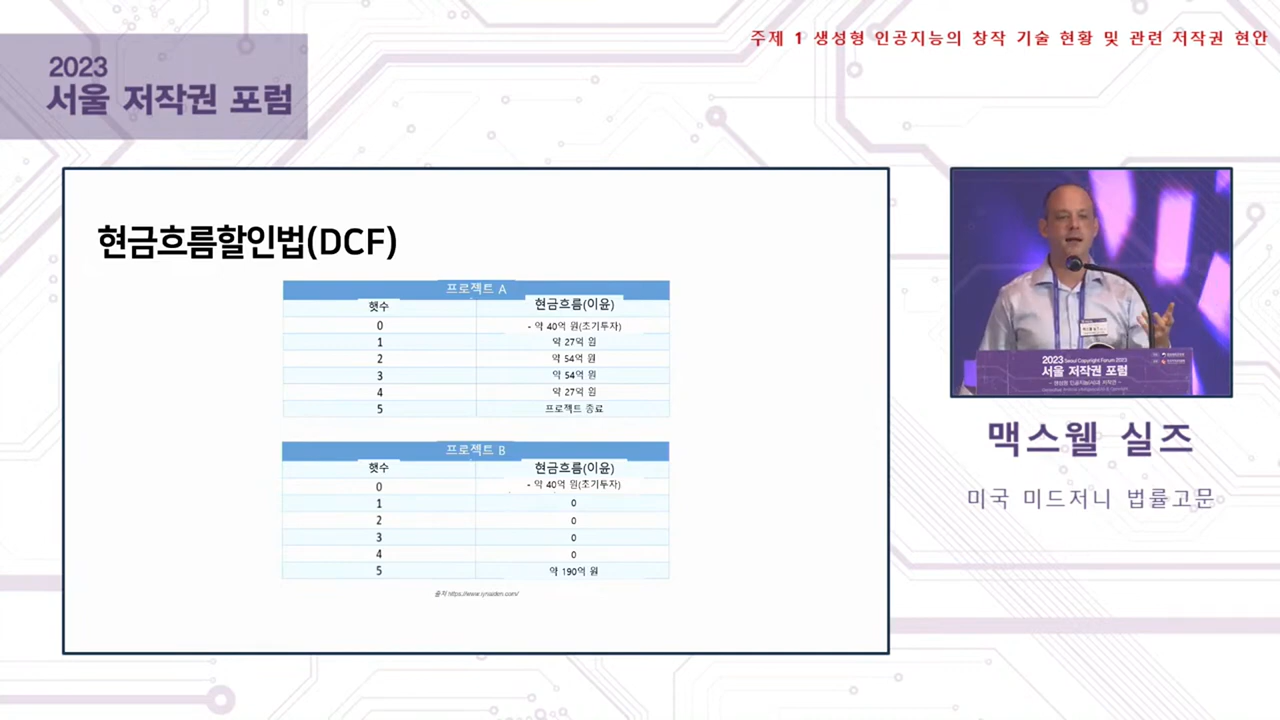 주제 1 생성형 인공지능의 창작 기술 현황 및 관련 저작권 현안
2023
서울 저작권 포럼
현금흐름할인법(DCF)
프로젝트 A
햇수 현금흐름(이윤)
0 - 약 40억 원(초기투자)
1 약 27억 원
2 약 54억 원
3 약 54억 원
4 약 27억 원
5 프로젝트 종료
프로젝트 B
햇수 현금흐름(이윤)
0 - 약 40억 원(초기투자)
1 0
2 0
3 0
4 0
5 약 190억 원
출처 
2023 Seoul Copyright Forum 2023
서울 저작권 포럼
맥스웰 실즈
미국 미드저니 법률고문